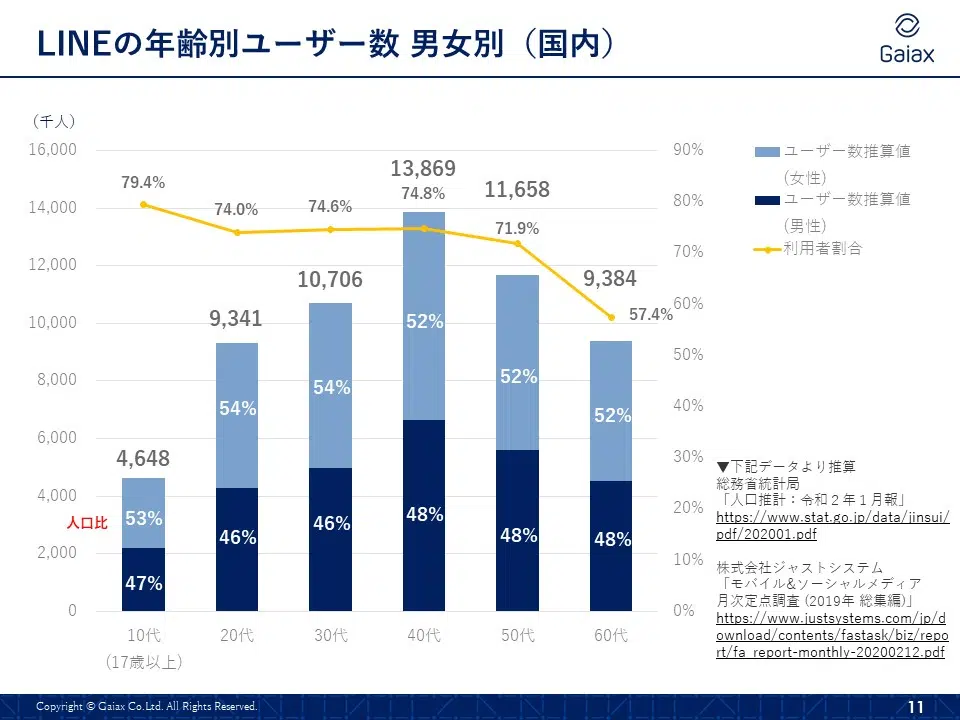 LINEの年齢別ユーザー数 男女別（国内）
Gaiax
（千人）
16,000
14,000
12,000
10,000
8,000
6,000
4,000
2,000
0
90%
80%
70%
60%
50%
40%
30%
20%
10%
0%
79.4%
74.0%
74.6%
13,869
74.8%
11,658
71.9%
9,384
57.4%
10,706
9,341
4,648
人口比
53%
47%
54%
46%
54%
46%
52%
48%
52%
48%
52%
48%
10代
(17歳以上)
20代
30代
40代
50代
60代
ユーザー数推算値
(女性)
ユーザー数推算値
(男性)
利用者割合
▼下記データより推算
総務省統計局
「人口推計：令和２年１月報」
https://www.stat.go.jp/data/jinsui/
pdf/202001.pdf
株式会社ジャストシステム
「モバイル&ソーシャルメディア
月次定点調査 (2019年 総集編)」
https://www.justsystems.com/jp/d
ownload/contents/fastask/biz/repo
rt/fa_report-monthly-20200212.pdf
Copyright © Gaiax Co.Ltd. All Rights Reserved.
11